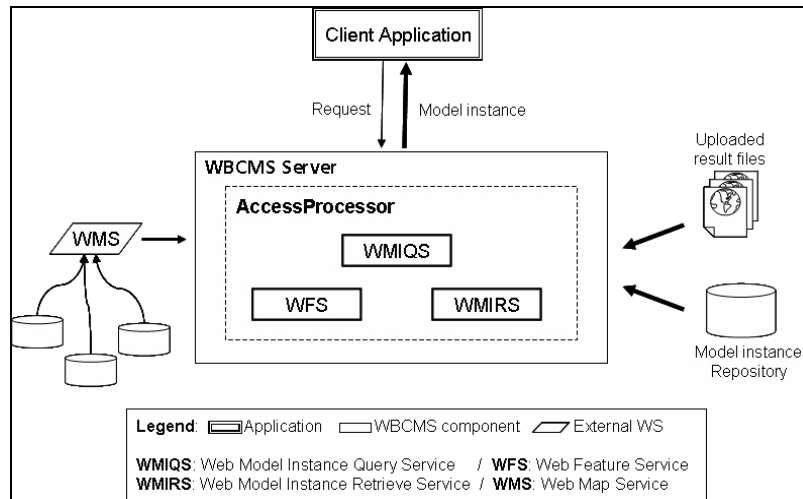 Client Application
Request
Model instance
WBCMS Server
AccessProcessor
WMIQS
WFS
WMIRS
WMS
Uploaded
result files
Model instance
Repository
Legend: Application WBCMS component External WS
WMIQS: Web Model Instance Query Service / WFS: Web Feature Service
WMIRS: Web Model Instance Retrieve Service / WMS: Web Map Service